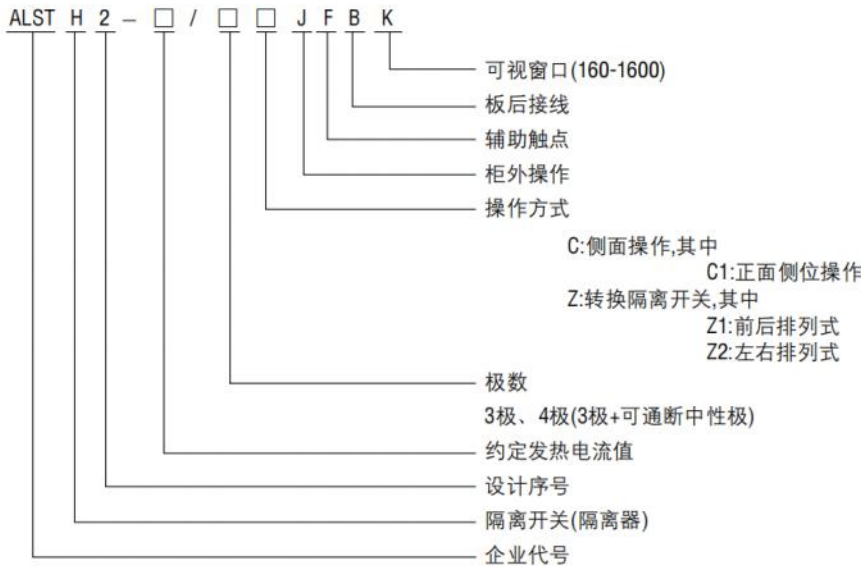 ALST H 2 - □ / □ □ J F B K
可视窗口(160-1600)
板后接线
辅助触点
柜外操作
操作方式
C:侧面操作,其中
C1:正面侧位操作
Z:转换隔离开关,其中
Z1:前后排列式
Z2:左右排列式
极数
3极、4极(3极+可通断中性极)
约定发热电流值
设计序号
隔离开关(隔离器)
企业代号